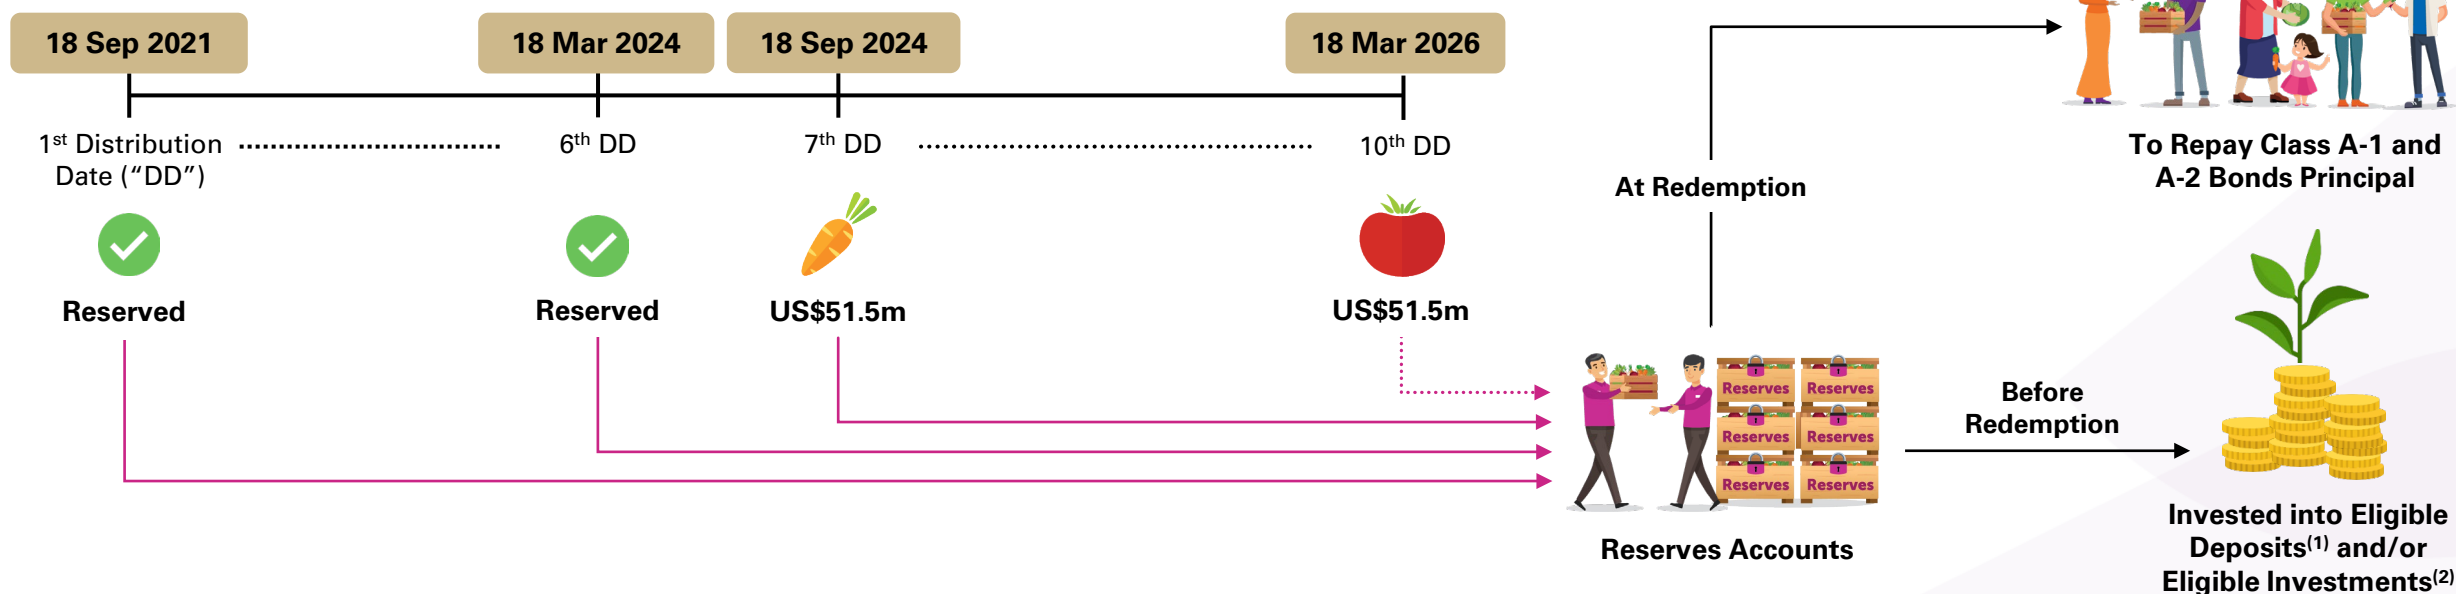 18 Sep 2021
18 Mar 2024
18 Sep 2024
18 Mar 2026
1st Distribution
Date (“DD”)
6th DD
7th DD
10th DD
Reserved
Reserved
US$51.5m
US$51.5m
At Redemption
To Repay Class A-1 and
A-2 Bonds Principal
Reserves
Reserves
Reserves
Reserves
Reserves
Reserves
Reserves Accounts
Before
Redemption
Invested into Eligible
Deposits(1) and/or
Eligible Investments(2)